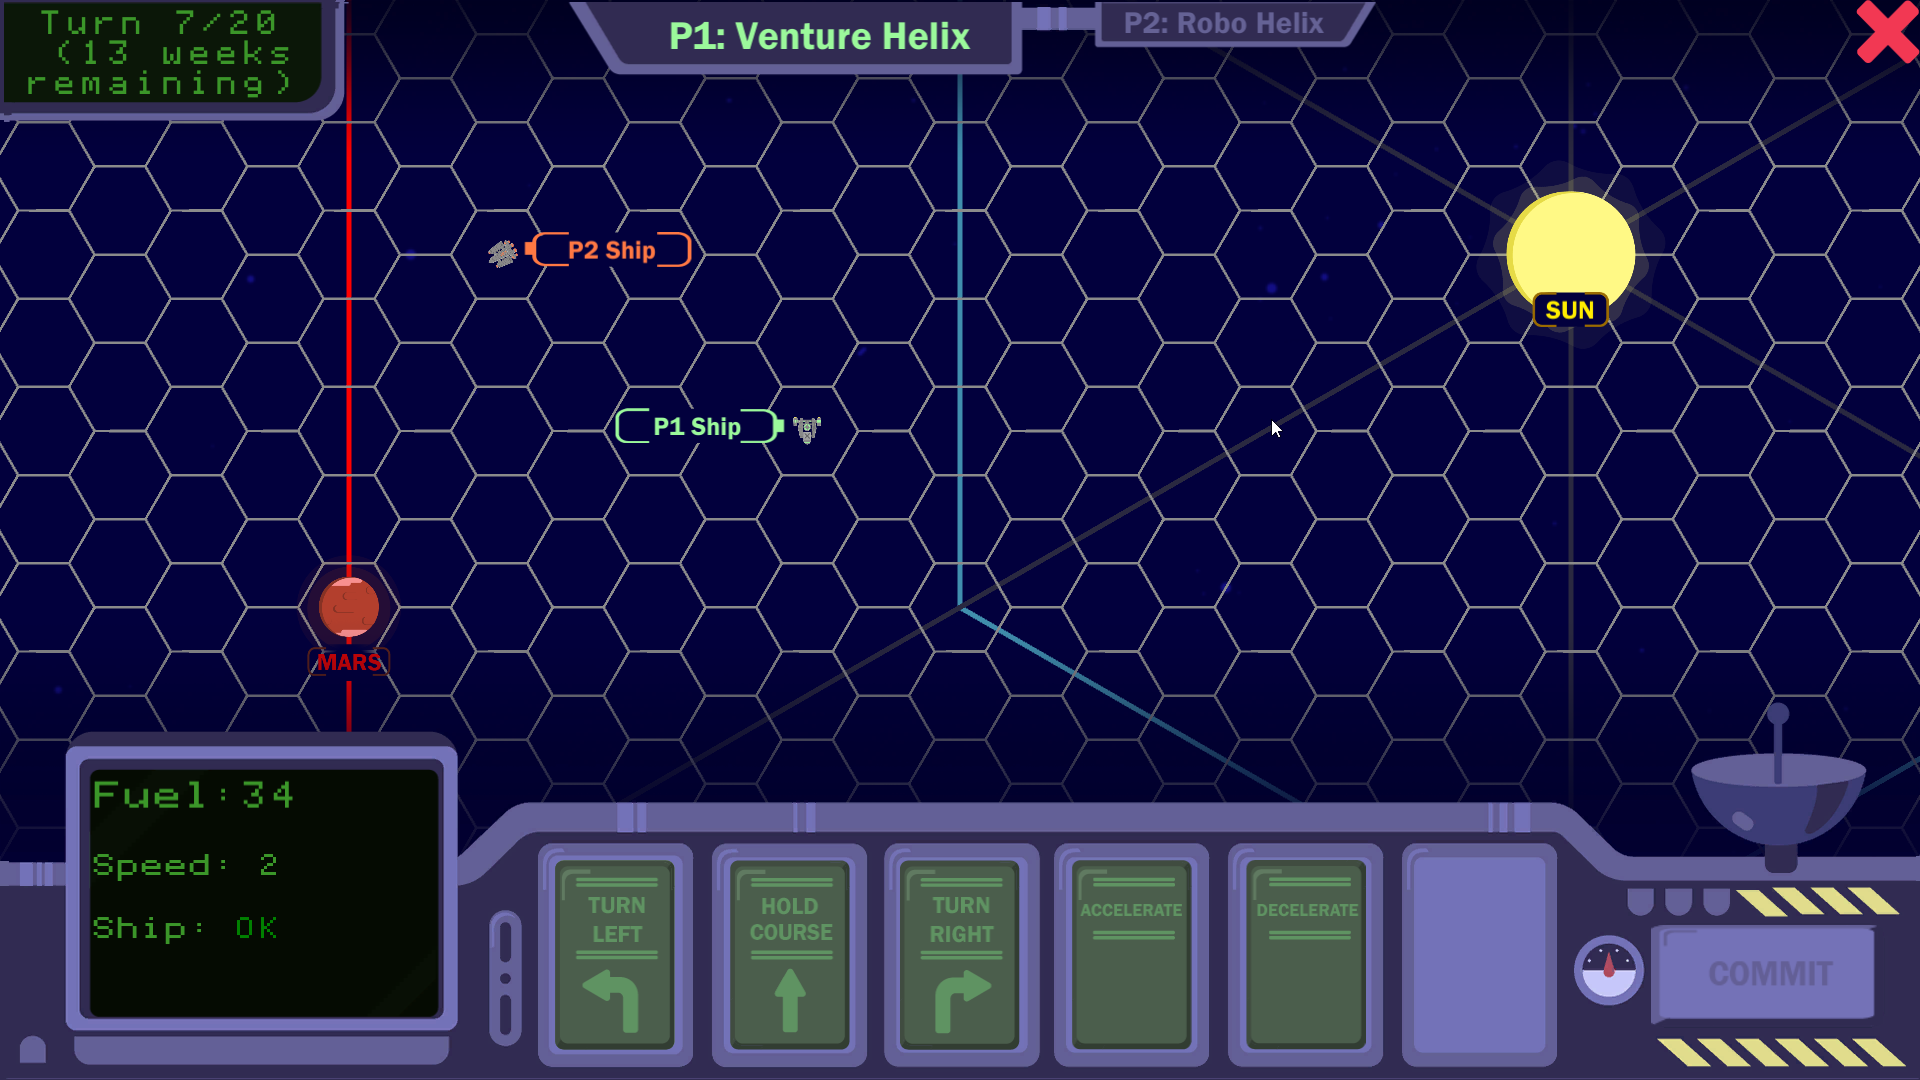 Turn 7/20
(13 weeks
remaining)
P1: Venture Helix
P2: Robo Helix
P2 Ship
SUN
P1 Ship
MARS
Fuel:34
Speed: 2
Ship: OK
TURN
LEFT
HOLD
COURSE
TURN
RIGHT
ACCELERATE
DECELERATE
COMMIT